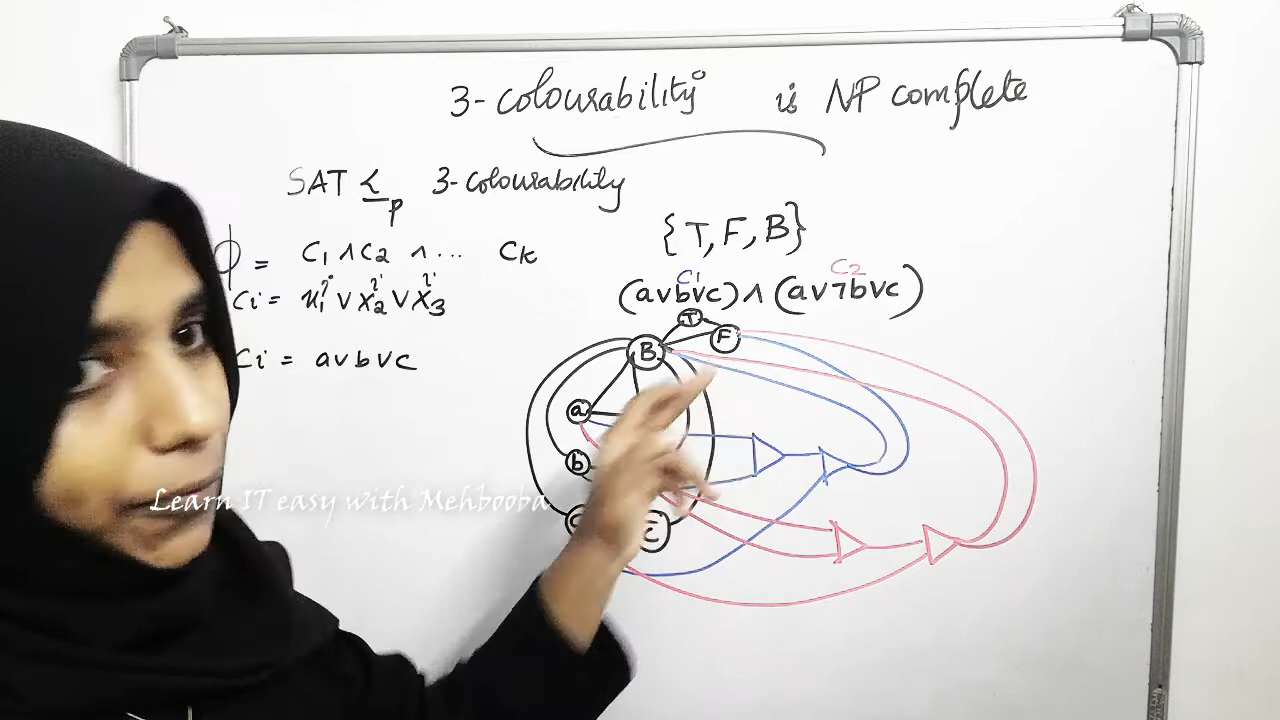 3-colourability is NP complete
SAT ≤p 3-colourability
{T, F, B}
ϕ = C1 ∧ C2 ∧ ... Ck
C1 C2
(a∨b∨c) ∧ (a∨¬b∨c)
Ci = x1^i ∨ x2^i ∨ x3^i
T
F
B
Ci = a∨b∨c
a
b
Learn IT easy with Mehbooba
C